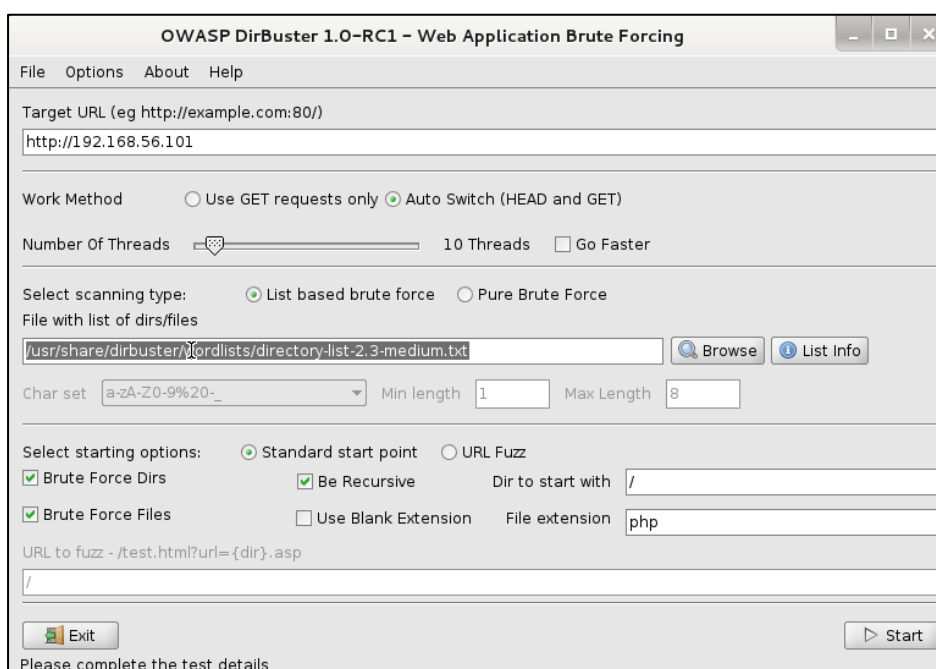 OWASP DirBuster 1.0-RC1 – Web Application Brute Forcing
File Options About Help
Target URL (eg http://example.com:80/)
http://192.168.56.101
Work Method Use GET requests only Auto Switch (HEAD and GET)
Number Of Threads 10 Threads Go Faster
Select scanning type: List based brute force Pure Brute Force
File with list of dirs/files
/usr/share/dirbuster/wordlists/directory-list-2.3-medium.txt Browse List Info
Char set a-zA-Z0-9%20-_ Min length 1 Max Length 8
Select starting options: Standard start point URL Fuzz
Brute Force Dirs Be Recursive Dir to start with /
Brute Force Files Use Blank Extension File extension php
URL to fuzz - /test.html?url={dir}.asp
/
Exit Start
Please complete the test details